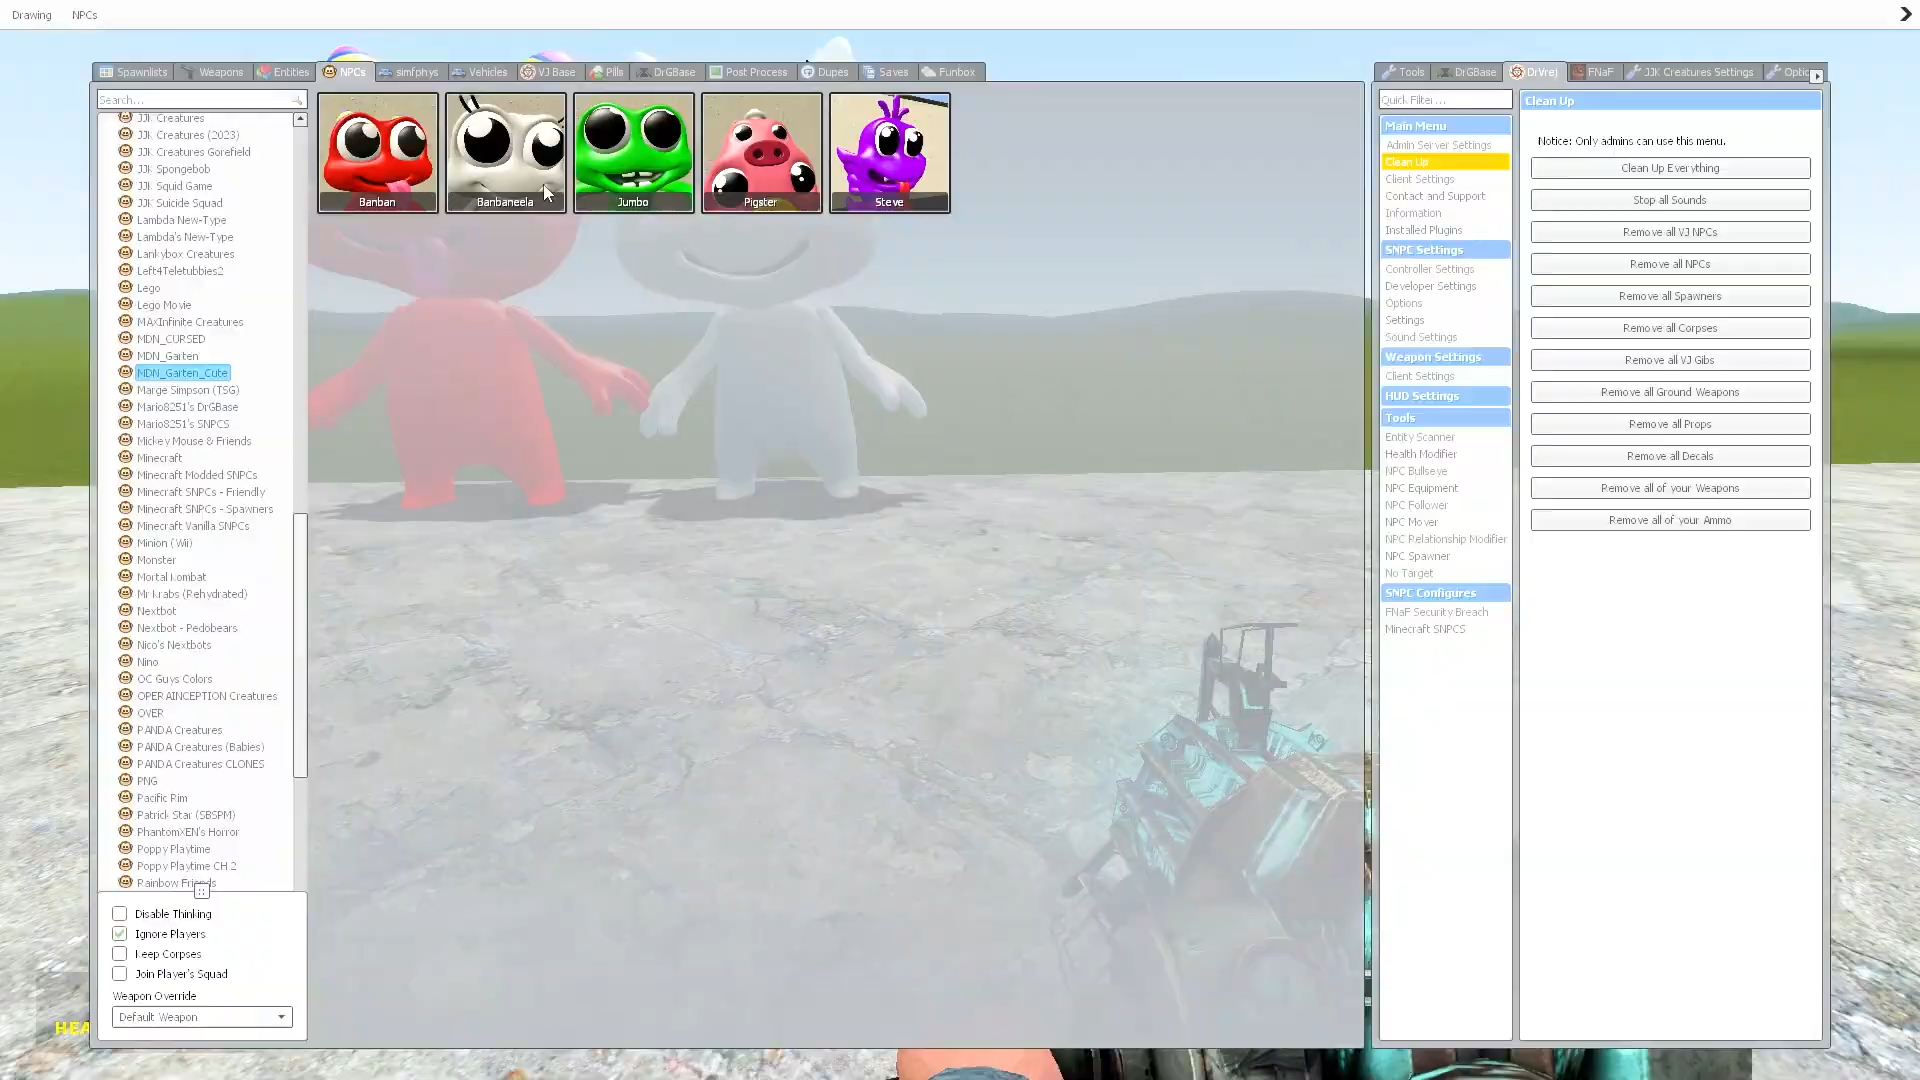 Drawing NPCs
Spawnlists Weapons Entities NPCs simfphys Vehicles VJ Base Pills DrGBase Post Process Dupes Saves Funbox
Tools DrGBase DrVrej FNaF JJK Creatures Settings Optio
Search...
JJK Creatures
JJK Creatures (2023)
JJK Creatures Gorefield
JJK Spongebob
JJK Squid Game
JJK Suicide Squad
Lambda New-Type
Lambda's New-Type
Lankybox Creatures
Left4Teletubbies2
Lego
Lego Movie
MAXInfinite Creatures
MDN_CURSED
MDN_Garten
MDN_Garten_Cute
Marge Simpson (TSG)
Mario8251's DrGBase
Mario8251's SNPCS
Mickey Mouse & Friends
Minecraft
Minecraft Modded SNPCs
Minecraft SNPCs - Friendly
Minecraft SNPCs - Spawners
Minecraft Vanilla SNPCs
Minion (Wii)
Monster
Mortal Kombat
Mr Krabs (Rehydrated)
Nextbot
Nextbot - Pedobears
Nico's Nextbots
Nino
OC Guys Colors
OPERAINCEPTION Creatures
OVER
PANDA Creatures
PANDA Creatures (Babies)
PANDA Creatures CLONES
PNG
Pacific Rim
Patrick Star (SBSPM)
PhantomXEN's Horror
Poppy Playtime
Poppy Playtime CH 2
Rainbow Friends
Disable Thinking
Ignore Players
Keep Corpses
Join Player's Squad
Weapon Override
Default Weapon
HEA
Banban
Banbaneela
Jumbo
Pigster
Steve
Quick Filter...
Main Menu
Admin Server Settings
Clean Up
Client Settings
Contact and Support
Information
Installed Plugins
SNPC Settings
Controller Settings
Developer Settings
Options
Settings
Sound Settings
Weapon Settings
Client Settings
HUD Settings
Tools
Entity Scanner
Health Modifier
NPC Bullseye
NPC Equipment
NPC Follower
NPC Mover
NPC Relationship Modifier
NPC Spawner
No Target
SNPC Configures
FNaF Security Breach
Minecraft SNPCS
Clean Up
Notice: Only admins can use this menu.
Clean Up Everything
Stop all Sounds
Remove all VJ NPCs
Remove all NPCs
Remove all Spawners
Remove all Corpses
Remove all VJ Gibs
Remove all Ground Weapons
Remove all Props
Remove all Decals
Remove all of your Weapons
Remove all of your Ammo